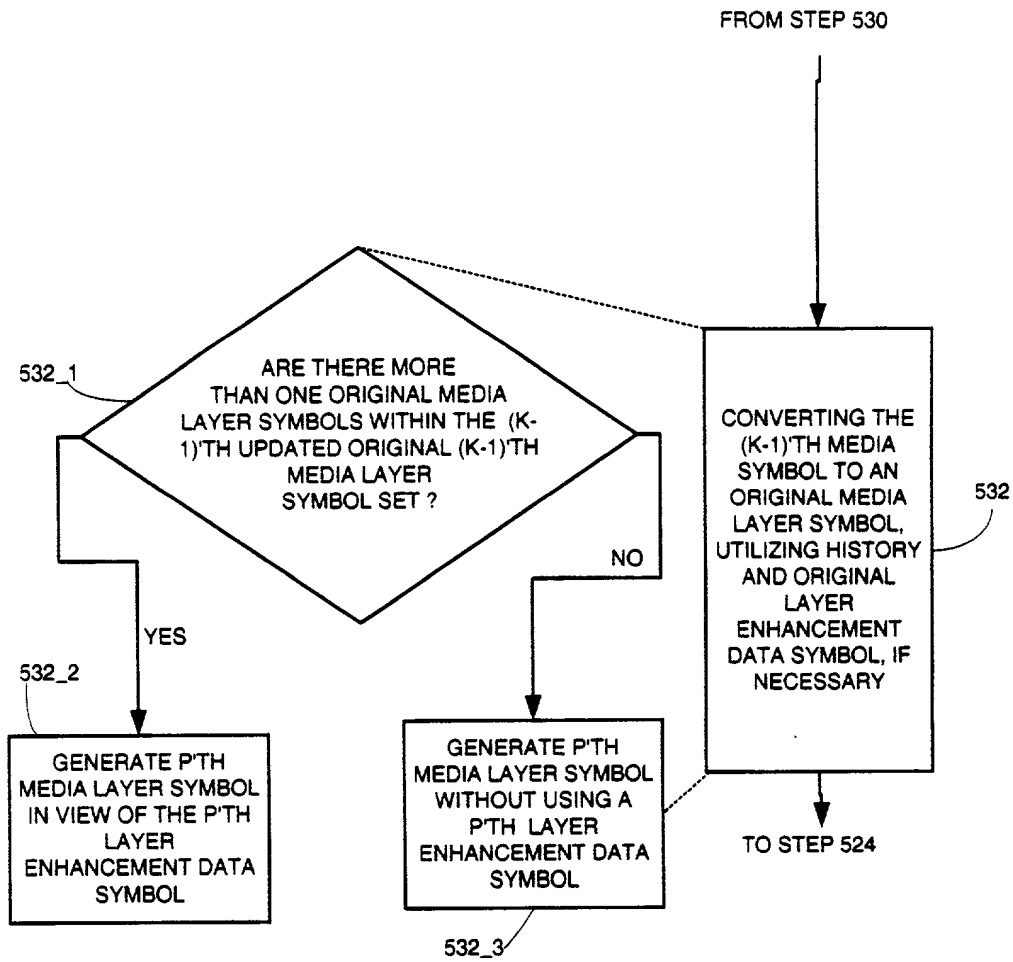 FROM STEP 530
532_1
ARE THERE MORE
THAN ONE ORIGINAL MEDIA
LAYER SYMBOLS WITHIN THE (K-
1)'TH UPDATED ORIGINAL (K-1)'TH
MEDIA LAYER
SYMBOL SET ?
CONVERTING THE
(K-1)'TH MEDIA
SYMBOL TO AN
ORIGINAL MEDIA
LAYER SYMBOL,
UTILIZING HISTORY
AND ORIGINAL
LAYER
ENHANCEMENT
DATA SYMBOL, IF
NECESSARY
532
NO
YES
532_2
GENERATE P'TH
MEDIA LAYER SYMBOL
IN VIEW OF THE P'TH
LAYER
ENHANCEMENT DATA
SYMBOL
GENERATE P'TH
MEDIA LAYER SYMBOL
WITHOUT USING A
P'TH LAYER
ENHANCEMENT DATA
SYMBOL
532_3
TO STEP 524